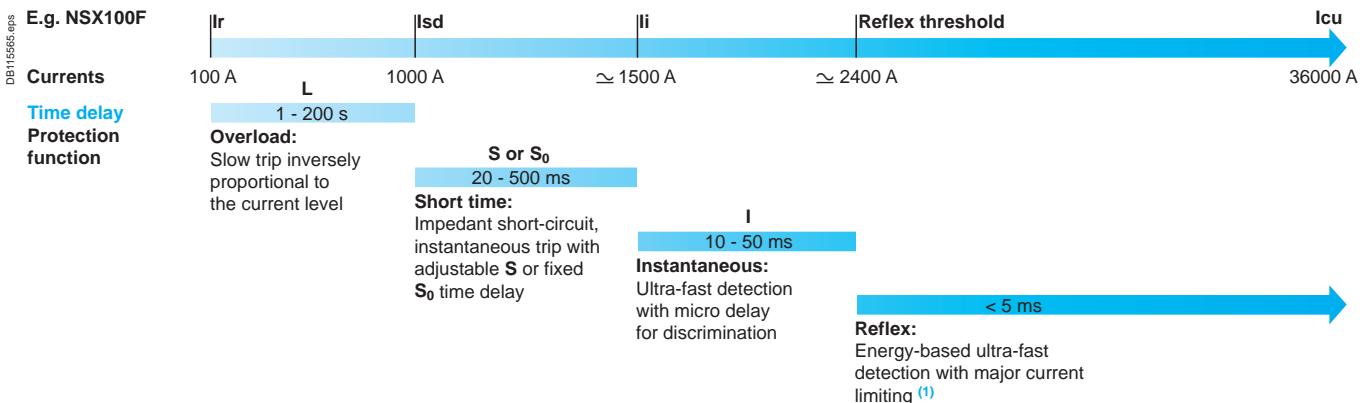 DB115565.eps
E.g. NSX100F
Ir
Isd
Ii
Reflex threshold
Icu
Currents
100 A
1000 A
≃ 1500 A
≃ 2400 A
36000 A
Time delay
Protection
function
L
1 - 200 s
Overload:
Slow trip inversely
proportional to
the current level
S or S₀
20 - 500 ms
Short time:
Impedant short-circuit,
instantaneous trip with
adjustable S or fixed
S₀ time delay
I
10 - 50 ms
Instantaneous:
Ultra-fast detection
with micro delay
for discrimination
< 5 ms
Reflex:
Energy-based ultra-fast
detection with major current
limiting (1)